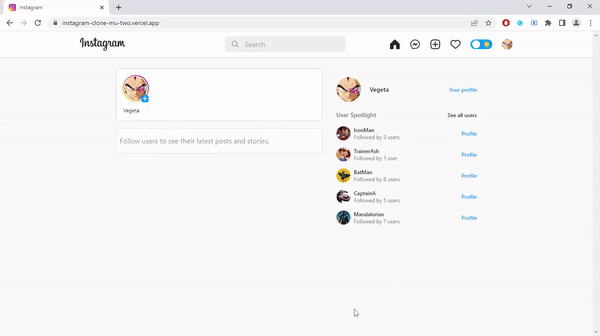 Instagram
instagram-clone-mu-two.vercel.app
Instagram
Search
Vegeta
Follow users to see their latest posts and stories.
Vegeta
Your profile
User Spotlight
See all users
IronMan
Followed by 3 users
Profile
TrainerAsh
Followed by 1 user
Profile
BatMan
Followed by 8 users
Profile
CaptainA
Followed by 5 users
Profile
Mandalorian
Followed by 7 users
Profile